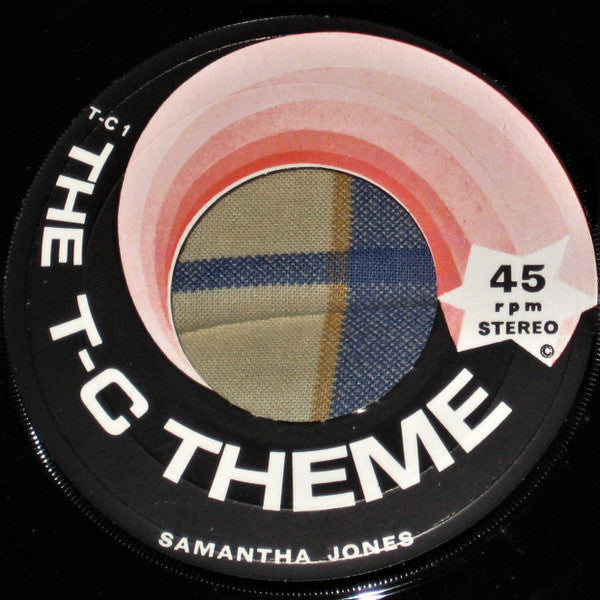 T-C 1
THE T-C THEME
45
rpm
STEREO
©
SAMANTHA JONES